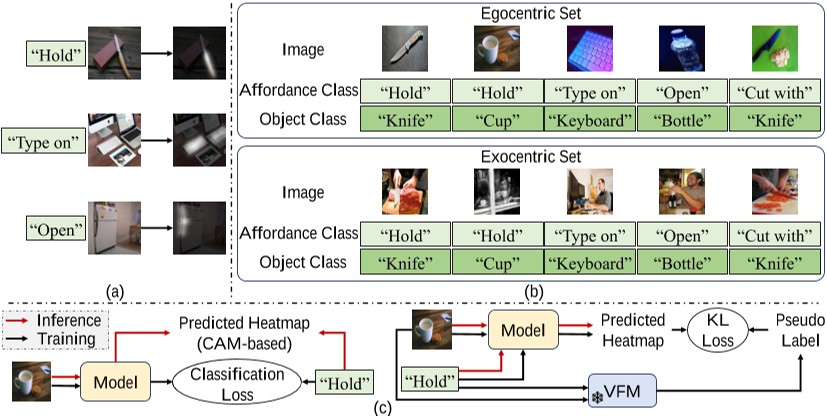 “Hold”
“Type on”
“Open”
(a)
Egocentric Set
Image
Affordance Class “Hold” “Hold” “Type on” “Open” “Cut with”
Object Class “Knife” “Cup” “Keyboard” “Bottle” “Knife”
Exocentric Set
Image
Affordance Class “Hold” “Hold” “Type on” “Open” “Cut with”
Object Class “Knife” “Cup” “Keyboard” “Bottle” “Knife”
(b)
Inference
Training
Predicted Heatmap
(CAM-based)
Model
Classification
Loss
“Hold”
Model
Predicted
Heatmap
KL
Loss
Pseudo
Label
“Hold”
VFM
(c)